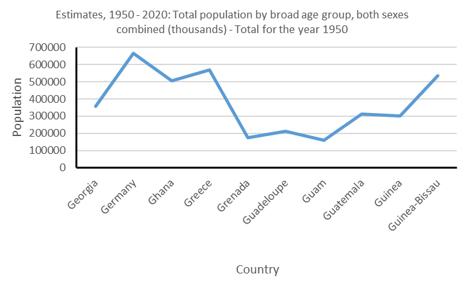 Estimates, 1950 - 2020: Total population by broad age group, both sexes
combined (thousands) - Total for the year 1950
Population
700000
600000
500000
400000
300000
200000
100000
0
Georgia
Germany
Ghana
Greece
Grenada
Guadeloupe
Guam
Guatemala
Guinea
Guinea-Bissau
Country